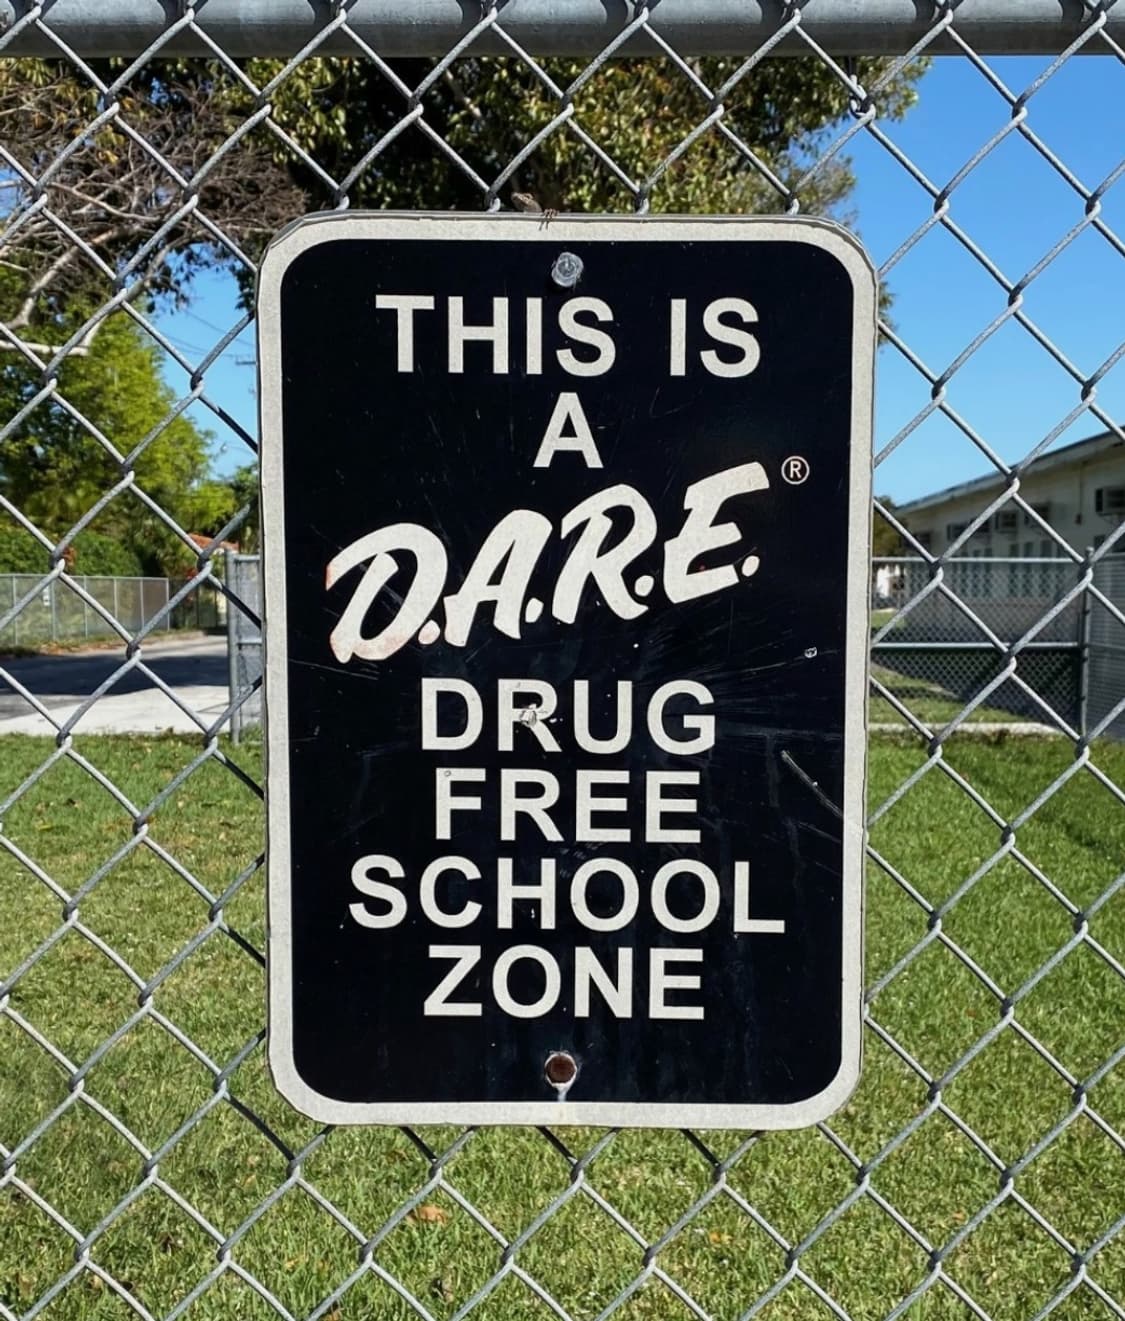 THIS IS
A
D.A.R.E.®
DRUG
FREE
SCHOOL
ZONE